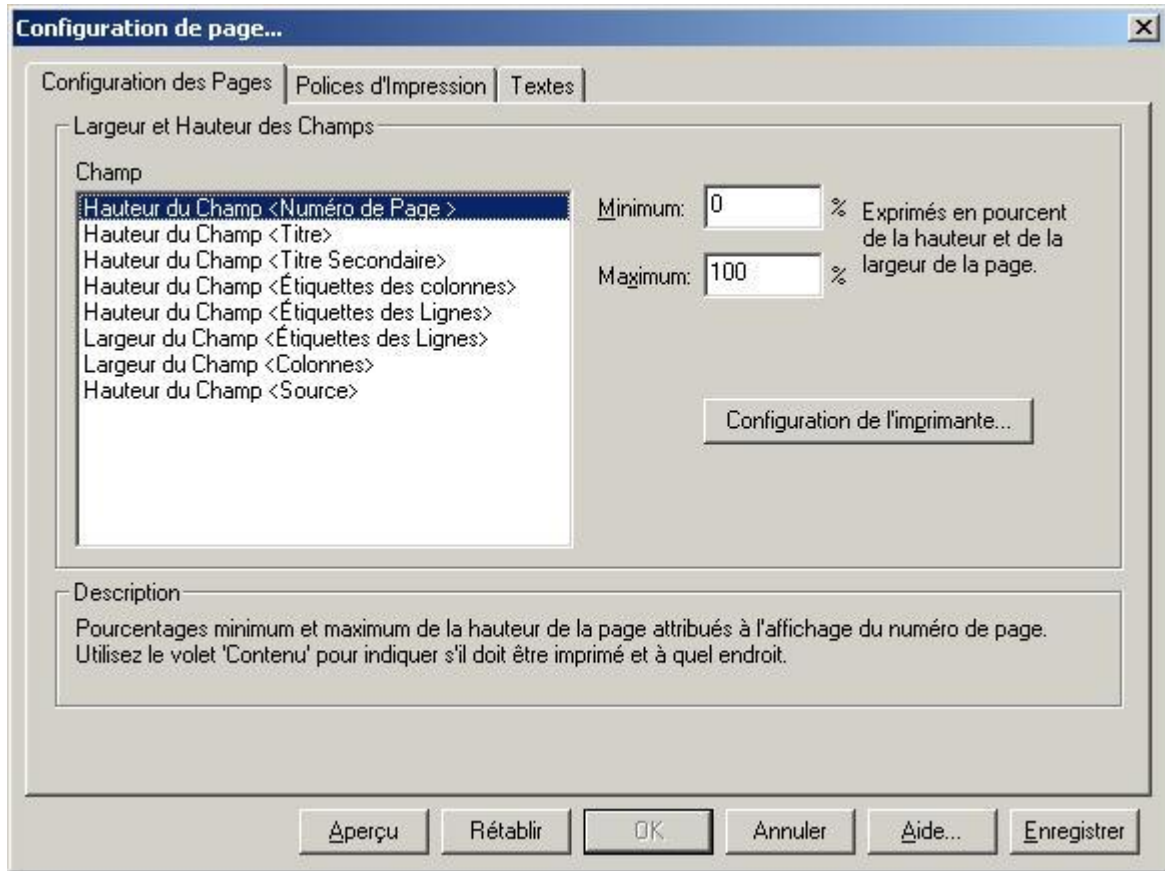 Configuration de page...
Configuration des Pages
Polices d'Impression
Textes
Largeur et Hauteur des Champs
Champ
Hauteur du Champ <Numéro de Page >
Hauteur du Champ <Titre>
Hauteur du Champ <Titre Secondaire>
Hauteur du Champ <Étiquettes des colonnes>
Hauteur du Champ <Étiquettes des Lignes>
Largeur du Champ <Étiquettes des Lignes>
Largeur du Champ <Colonnes>
Hauteur du Champ <Source>
Minimum: 0 %
Maximum: 100 %
Exprimés en pourcent
de la hauteur et de la
largeur de la page.
Configuration de l'imprimante...
Description
Pourcentages minimum et maximum de la hauteur de la page attribués à l'affichage du numéro de page.
Utilisez le volet 'Contenu' pour indiquer s'il doit être imprimé et à quel endroit.
Aperçu
Rétablir
OK
Annuler
Aide...
Enregistrer